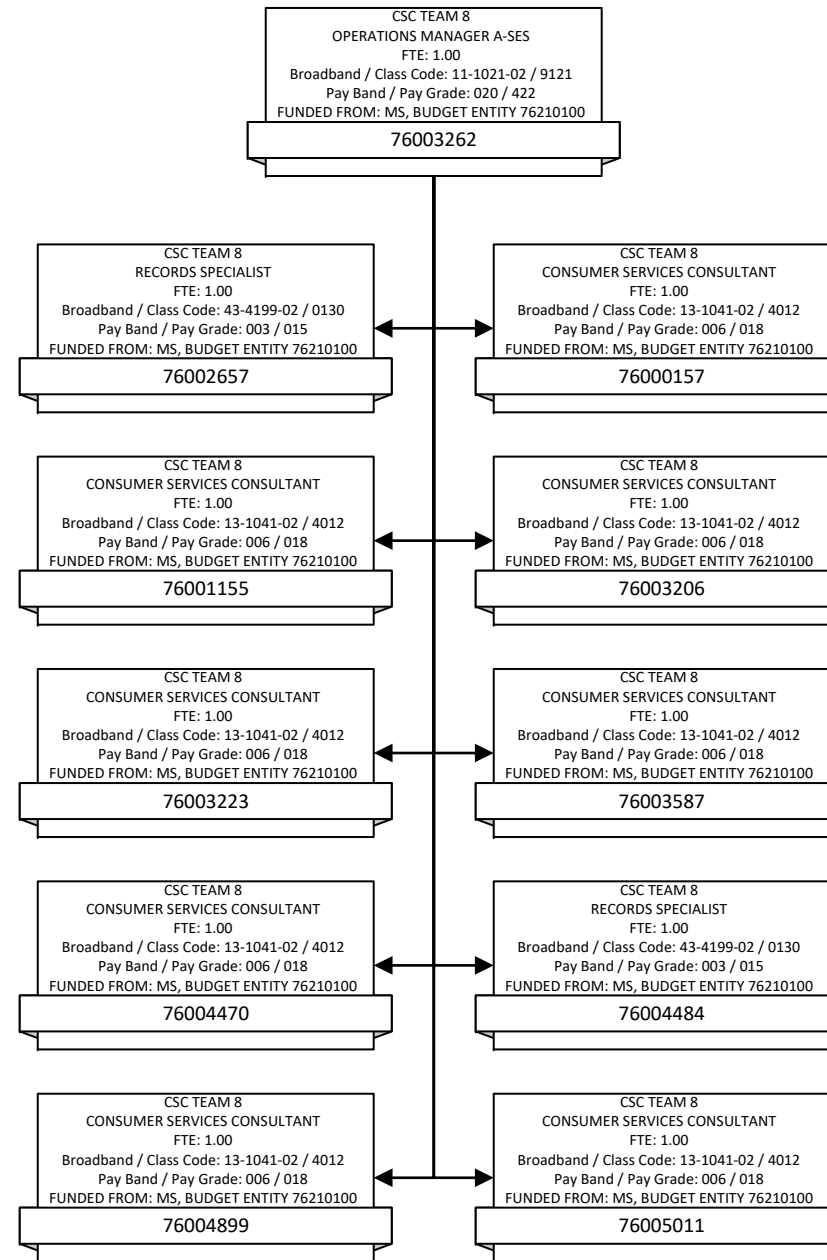 CSC TEAM 8
OPERATIONS MANAGER A-SES
FTE: 1.00
Broadband / Class Code: 11-1021-02 / 9121
Pay Band / Pay Grade: 020 / 422
FUNDED FROM: MS, BUDGET ENTITY 76210100
76003262
CSC TEAM 8
RECORDS SPECIALIST
FTE: 1.00
Broadband / Class Code: 43-4199-02 / 0130
Pay Band / Pay Grade: 003 / 015
FUNDED FROM: MS, BUDGET ENTITY 76210100
76002657
CSC TEAM 8
CONSUMER SERVICES CONSULTANT
FTE: 1.00
Broadband / Class Code: 13-1041-02 / 4012
Pay Band / Pay Grade: 006 / 018
FUNDED FROM: MS, BUDGET ENTITY 76210100
76000157
CSC TEAM 8
CONSUMER SERVICES CONSULTANT
FTE: 1.00
Broadband / Class Code: 13-1041-02 / 4012
Pay Band / Pay Grade: 006 / 018
FUNDED FROM: MS, BUDGET ENTITY 76210100
76001155
CSC TEAM 8
CONSUMER SERVICES CONSULTANT
FTE: 1.00
Broadband / Class Code: 13-1041-02 / 4012
Pay Band / Pay Grade: 006 / 018
FUNDED FROM: MS, BUDGET ENTITY 76210100
76003206
CSC TEAM 8
CONSUMER SERVICES CONSULTANT
FTE: 1.00
Broadband / Class Code: 13-1041-02 / 4012
Pay Band / Pay Grade: 006 / 018
FUNDED FROM: MS, BUDGET ENTITY 76210100
76003223
CSC TEAM 8
CONSUMER SERVICES CONSULTANT
FTE: 1.00
Broadband / Class Code: 13-1041-02 / 4012
Pay Band / Pay Grade: 006 / 018
FUNDED FROM: MS, BUDGET ENTITY 76210100
76003587
CSC TEAM 8
CONSUMER SERVICES CONSULTANT
FTE: 1.00
Broadband / Class Code: 13-1041-02 / 4012
Pay Band / Pay Grade: 006 / 018
FUNDED FROM: MS, BUDGET ENTITY 76210100
76004470
CSC TEAM 8
RECORDS SPECIALIST
FTE: 1.00
Broadband / Class Code: 43-4199-02 / 0130
Pay Band / Pay Grade: 003 / 015
FUNDED FROM: MS, BUDGET ENTITY 76210100
76004484
CSC TEAM 8
CONSUMER SERVICES CONSULTANT
FTE: 1.00
Broadband / Class Code: 13-1041-02 / 4012
Pay Band / Pay Grade: 006 / 018
FUNDED FROM: MS, BUDGET ENTITY 76210100
76004899
CSC TEAM 8
CONSUMER SERVICES CONSULTANT
FTE: 1.00
Broadband / Class Code: 13-1041-02 / 4012
Pay Band / Pay Grade: 006 / 018
FUNDED FROM: MS, BUDGET ENTITY 76210100
76005011